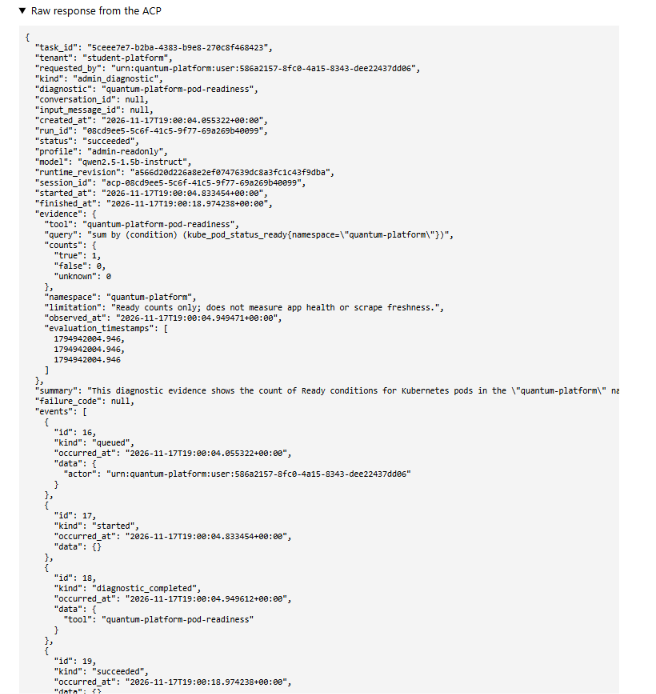 ▼ Raw response from the ACP
{
  "task_id": "5ceee7e7-b2ba-4383-b9e8-270c8f468423",
  "tenant": "student-platform",
  "requested_by": "urn:quantum-platform:user:586a2157-8fc0-4a15-8343-dee22437dd06",
  "kind": "admin_diagnostic",
  "diagnostic": "quantum-platform-pod-readiness",
  "conversation_id": null,
  "input_message_id": null,
  "created_at": "2026-11-17T19:00:04.055322+00:00",
  "run_id": "08cd9ee5-5c6f-41c5-9f77-69a269b40099",
  "status": "succeeded",
  "profile": "admin-readonly",
  "model": "qwen2.5-1.5b-instruct",
  "runtime_revision": "a566d20d226a8e2ef0747639dc8a3fc1c43f9dba",
  "session_id": "acp-08cd9ee5-5c6f-41c5-9f77-69a269b40099",
  "started_at": "2026-11-17T19:00:04.833454+00:00",
  "finished_at": "2026-11-17T19:00:18.974238+00:00",
  "evidence": {
    "tool": "quantum-platform-pod-readiness",
    "query": "sum by (condition) (kube_pod_status_ready{namespace=\"quantum-platform\"})",
    "counts": {
      "true": 1,
      "false": 0,
      "unknown": 0
    },
    "namespace": "quantum-platform",
    "limitation": "Ready counts only; does not measure app health or scrape freshness.",
    "observed_at": "2026-11-17T19:00:04.949471+00:00",
    "evaluation_timestamps": [
      1794942004.946,
      1794942004.946,
      1794942004.946
    ]
  },
  "summary": "This diagnostic evidence shows the count of Ready conditions for Kubernetes pods in the \"quantum-platform\" na
  "failure_code": null,
  "events": [
    {
      "id": 16,
      "kind": "queued",
      "occurred_at": "2026-11-17T19:00:04.055322+00:00",
      "data": {
        "actor": "urn:quantum-platform:user:586a2157-8fc0-4a15-8343-dee22437dd06"
      }
    },
    {
      "id": 17,
      "kind": "started",
      "occurred_at": "2026-11-17T19:00:04.833454+00:00",
      "data": {}
    },
    {
      "id": 18,
      "kind": "diagnostic_completed",
      "occurred_at": "2026-11-17T19:00:04.949612+00:00",
      "data": {
        "tool": "quantum-platform-pod-readiness"
      }
    },
    {
      "id": 19,
      "kind": "succeeded",
      "occurred_at": "2026-11-17T19:00:18.974238+00:00",
      "data": {}